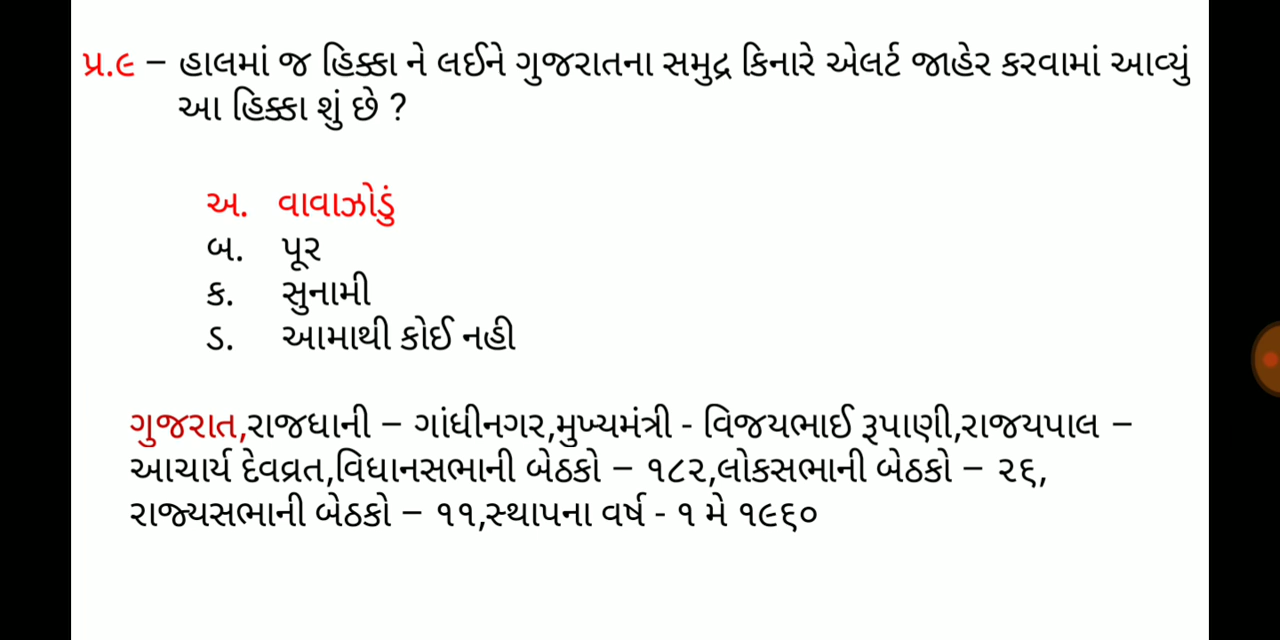 પ્ર.૯ – હાલમાં જ હિક્કા ને લઈને ગુજરાતના સમુદ્ર કિનારે એલર્ટ જાહેર કરવામાં આવ્યું
આ હિક્કા શું છે ?
અ. વાવાઝોડું
બ. પૂર
ક. સુનામી
ડ. આમાથી કોઈ નહી
ગુજરાત,રાજધાની – ગાંધીનગર,મુખ્યમંત્રી - વિજયભાઈ રૂપાણી,રાજયપાલ –
આચાર્ય દેવવ્રત,વિધાનસભાની બેઠકો – ૧૮૨,લોકસભાની બેઠકો – ૨૬,
રાજ્યસભાની બેઠકો – ૧૧,સ્થાપના વર્ષ - ૧ મે ૧૯૬૦